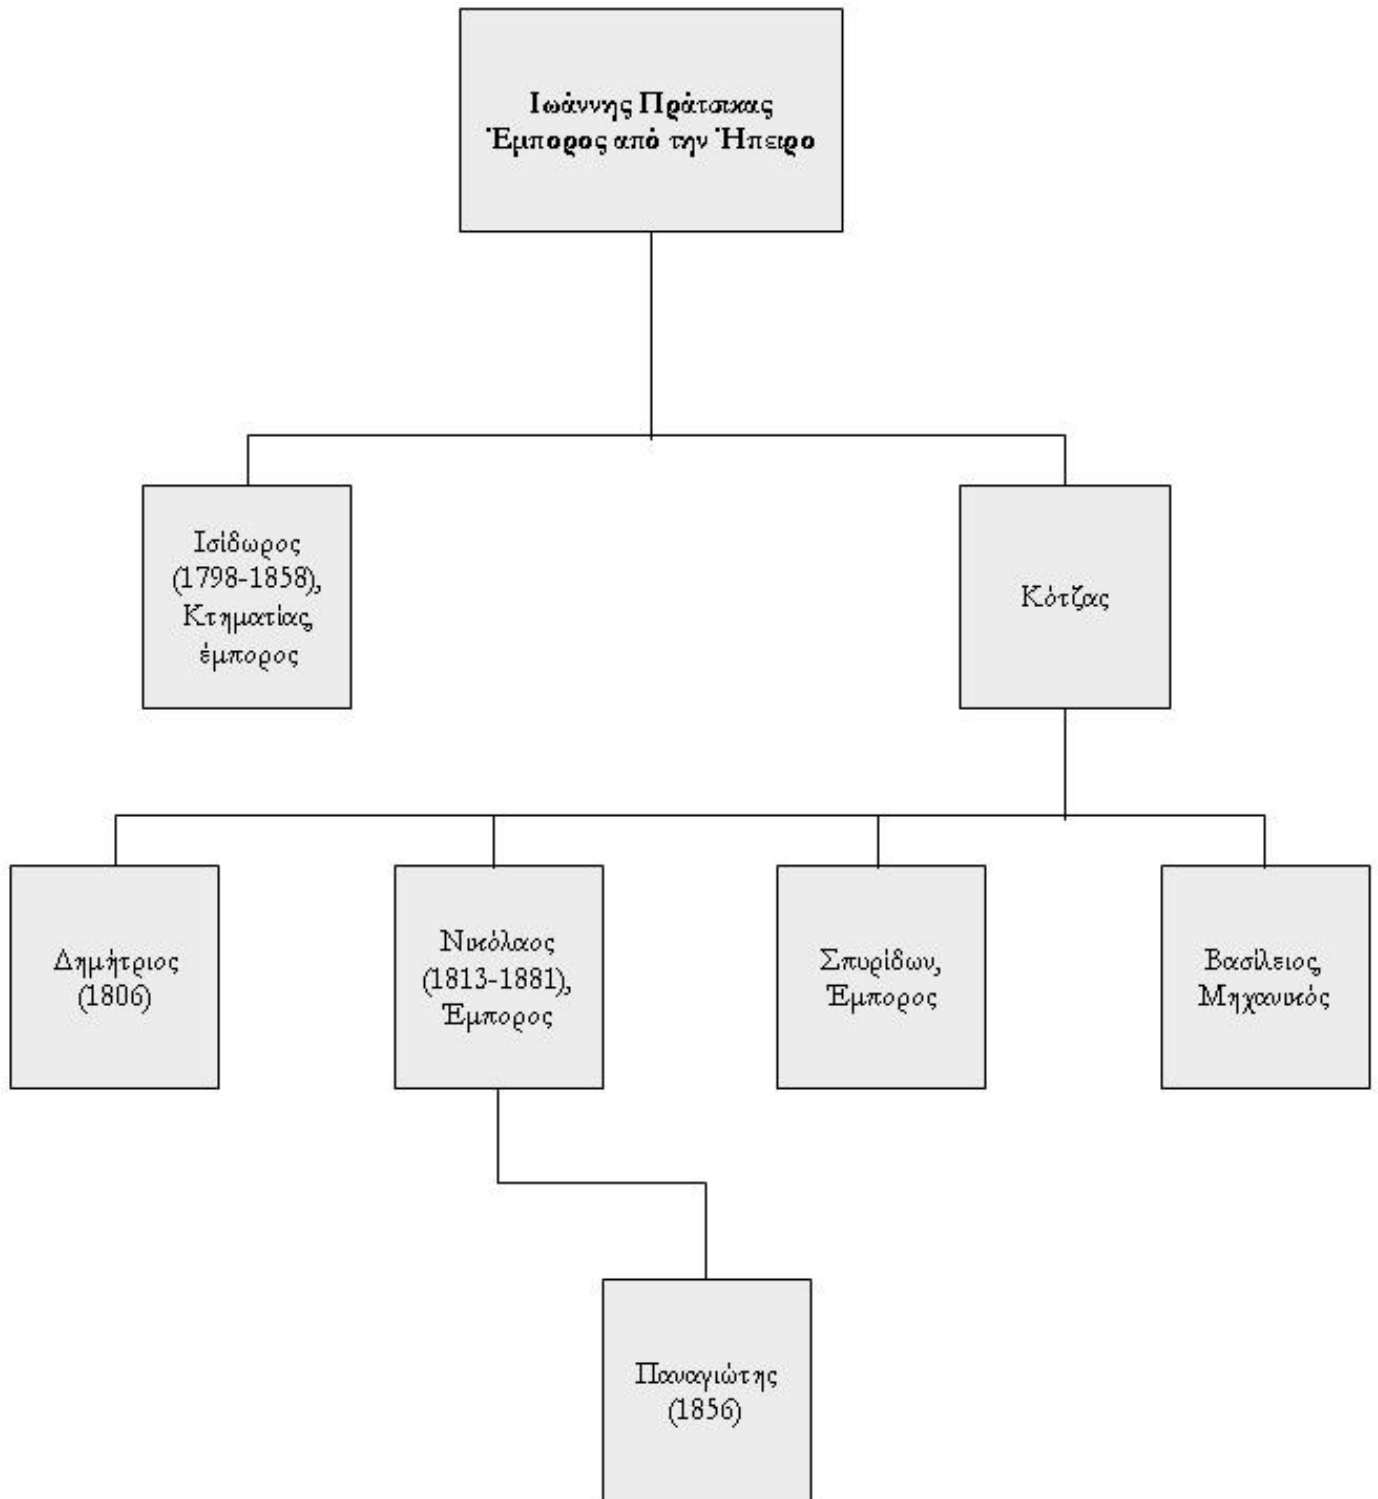 Ιωάννης Πράτσικας
Έμπορος από την Ήπειρο
Ισίδωρος
(1798-1858),
Κτηματίας,
έμπορος
Κότζας
Δημήτριος
(1806)
Νικόλαος
(1813-1881),
Έμπορος
Σπυρίδων,
Έμπορος
Βασίλειος,
Μηχανικός
Παναγιώτης
(1856)